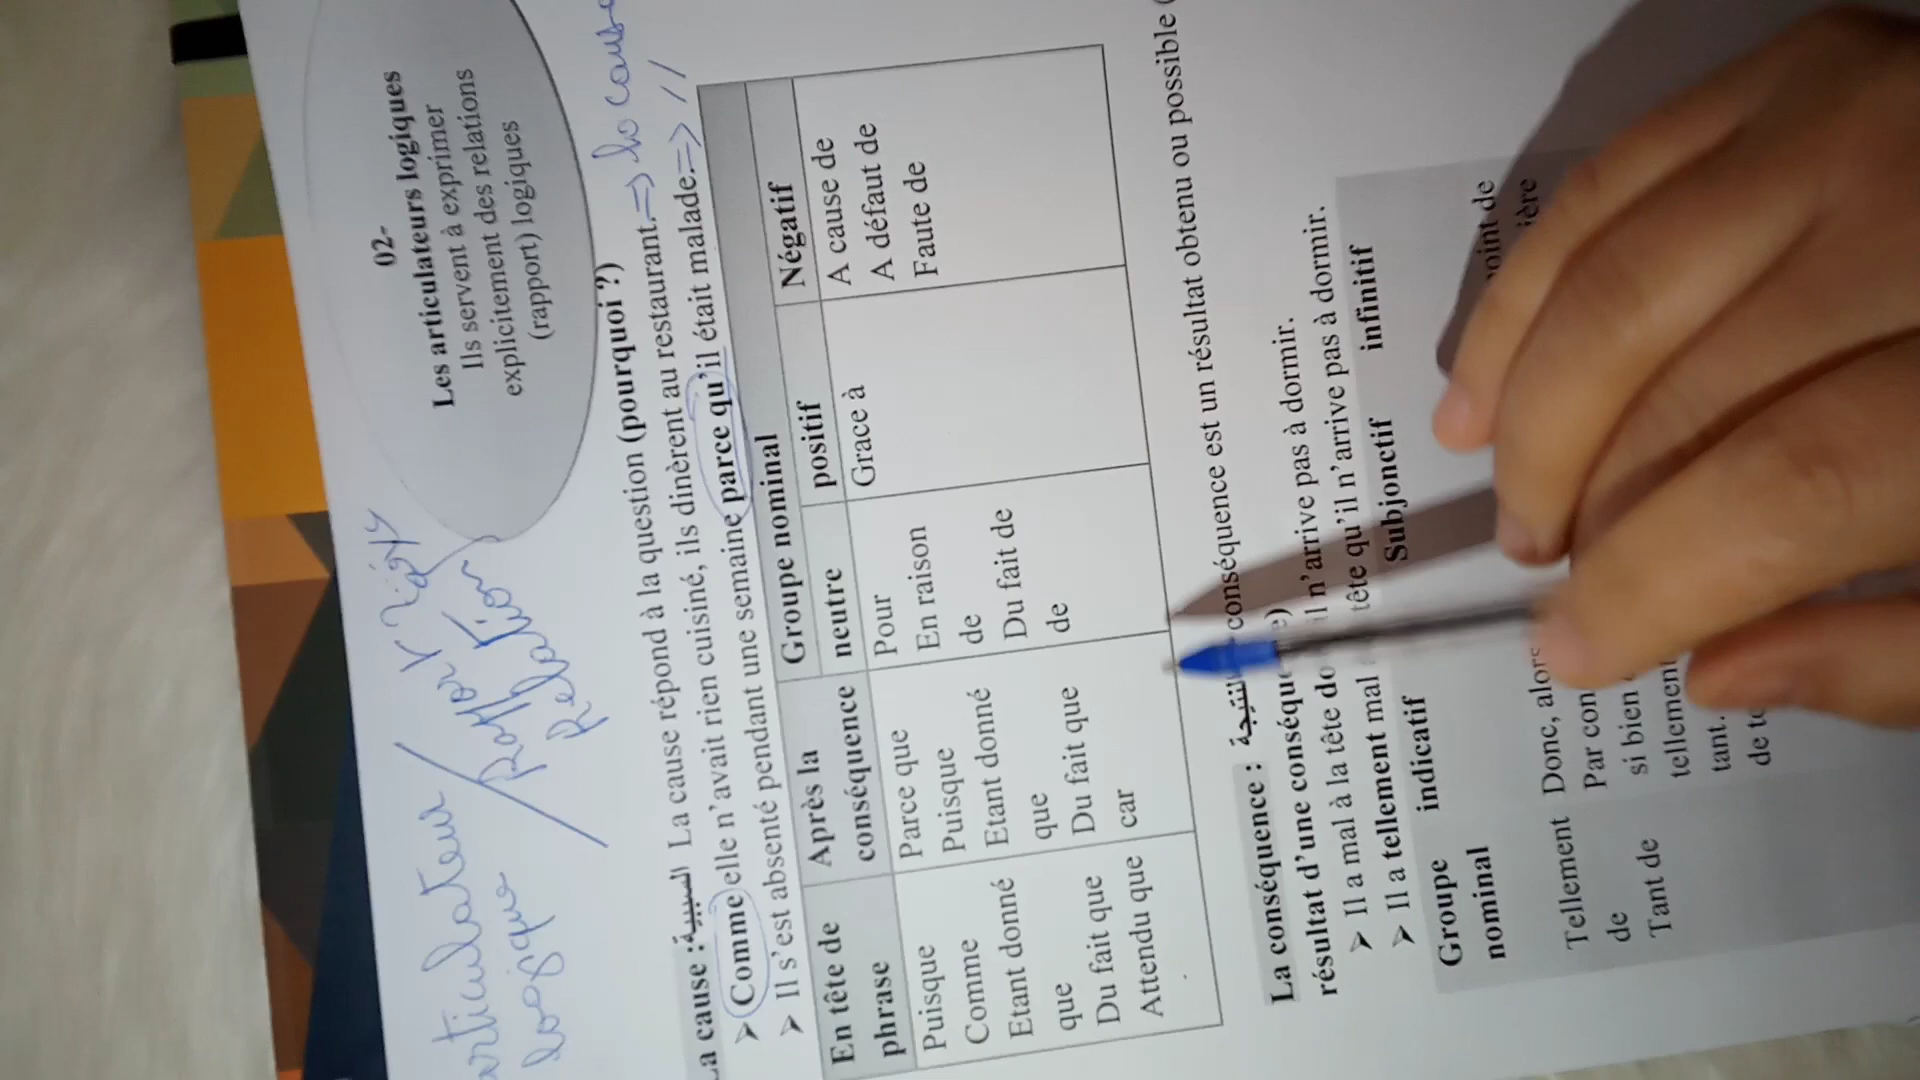 articulateur / rapport
logique / Relation
02-
Les articulateurs logiques
Ils servent à exprimer
explicitement des relations
(rapport) logiques
La cause : السببية La cause répond à la question (pourquoi ?)
➤ Comme elle n'avait rien cuisiné, ils dinèrent au restaurant. => la cause
➤ Il s'est absenté pendant une semaine parce qu'il était malade. => //
Groupe nominal
En tête de phrase
Après la conséquence
neutre
positif
Négatif
Puisque
Comme
Etant donné
que
Du fait que
Attendu que
Parce que
Puisque
Etant donné
que
Du fait que
car
Pour
En raison
de
Du fait de
de
Grace à
A cause de
A défaut de
Faute de
La conséquence : النتيجة conséquence est un résultat obtenu ou possible
résultat d'une conséque
➤ Il a mal à la tête do il n'arrive pas à dormir.
➤ Il a tellement mal tête qu'il n'arrive pas à dormir.
Groupe nominal
indicatif
Subjonctif
infinitif
Tellement
de
Tant de
Donc, alors
Par con
si bien
tellement
tant.
de
point de